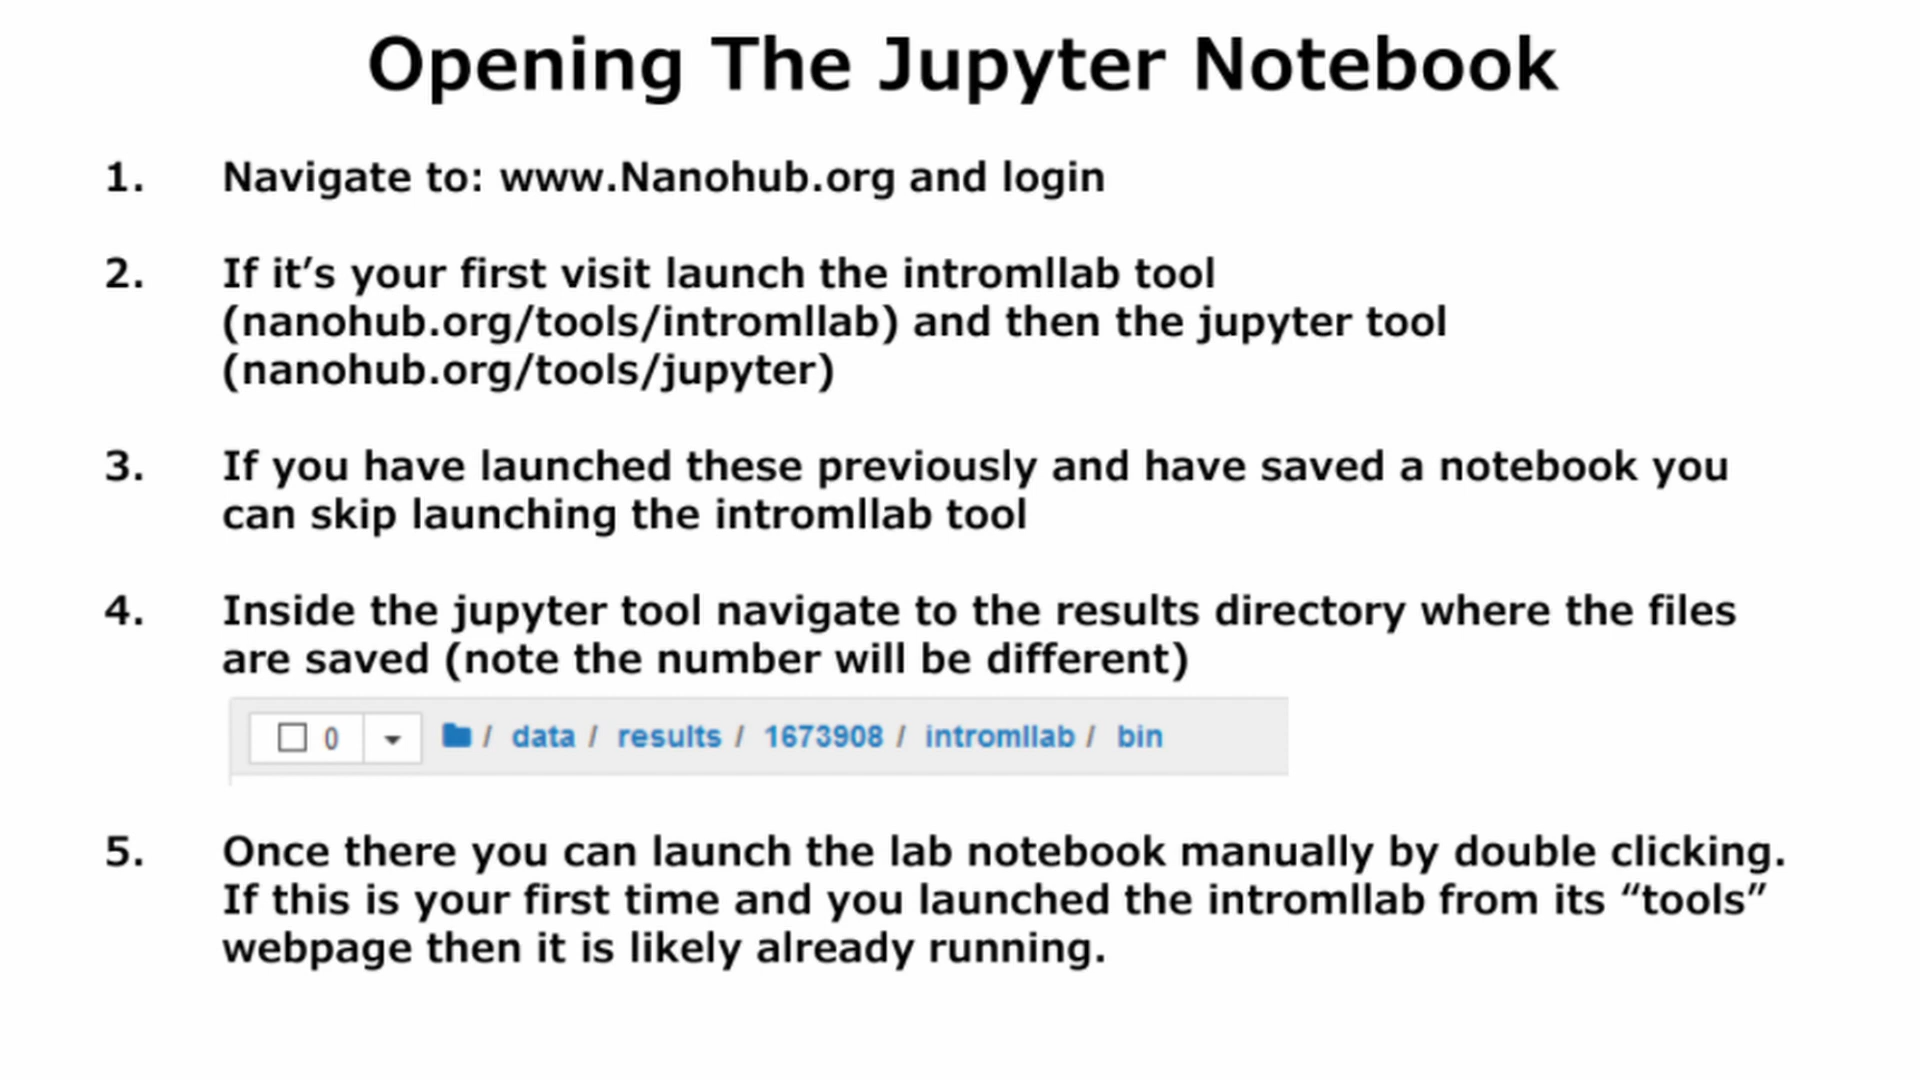 Opening The Jupyter Notebook
1. Navigate to: www.Nanohub.org and login
2. If it’s your first visit launch the intromllab tool
(nanohub.org/tools/intromllab) and then the jupyter tool
(nanohub.org/tools/jupyter)
3. If you have launched these previously and have saved a notebook you
can skip launching the intromllab tool
4. Inside the jupyter tool navigate to the results directory where the files
are saved (note the number will be different)
0 / data / results / 1673908 / intromllab / bin
5. Once there you can launch the lab notebook manually by double clicking.
If this is your first time and you launched the intromllab from its “tools”
webpage then it is likely already running.